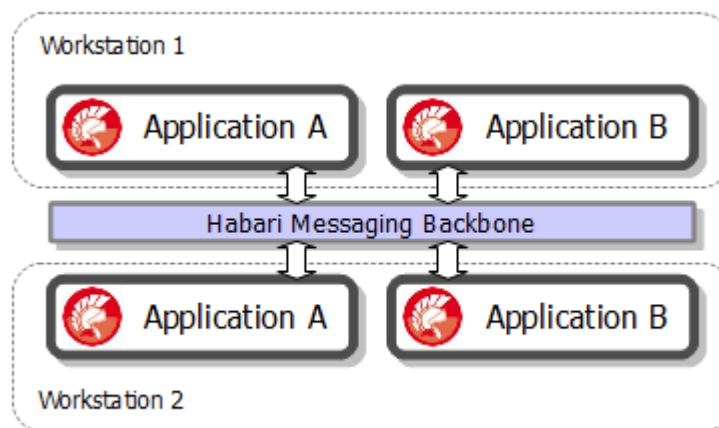 Workstation 1
Application A
Application B
Habari Messaging Backbone
Application A
Application B
Workstation 2